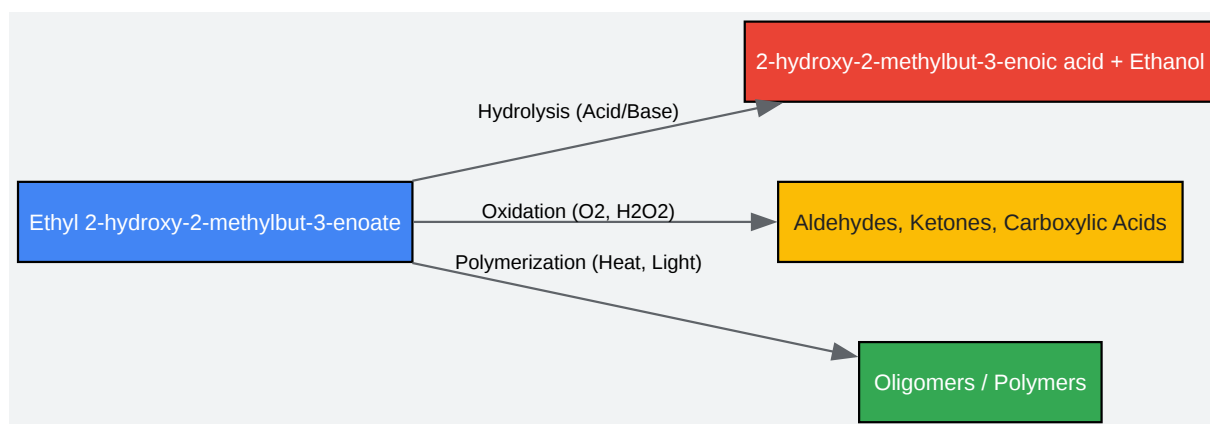 2-hydroxy-2-methylbut-3-enoic acid + Ethanol
Hydrolysis (Acid/Base)
Ethyl 2-hydroxy-2-methylbut-3-enoate
Oxidation (O2, H2O2)
Aldehydes, Ketones, Carboxylic Acids
Polymerization (Heat, Light)
Oligomers / Polymers